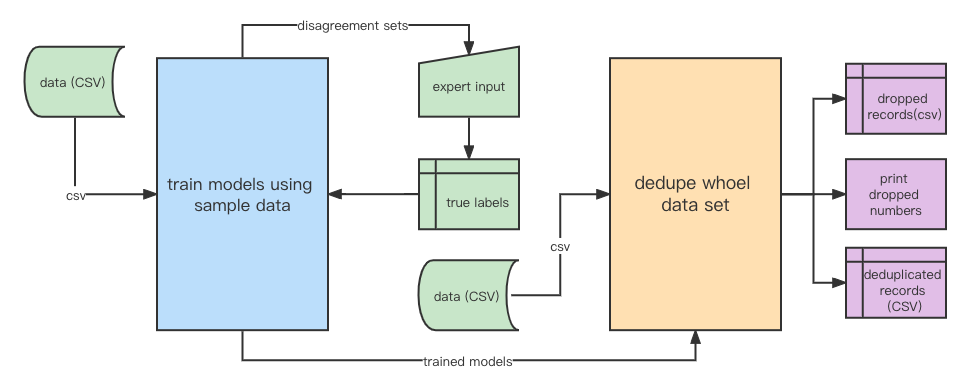 disagreement sets
data (CSV)
expert input
csv
train models using
sample data
true labels
data (CSV)
csv
trained models
dedupe whoel
data set
dropped
records(csv)
print
dropped
numbers
deduplicated
records
(CSV)